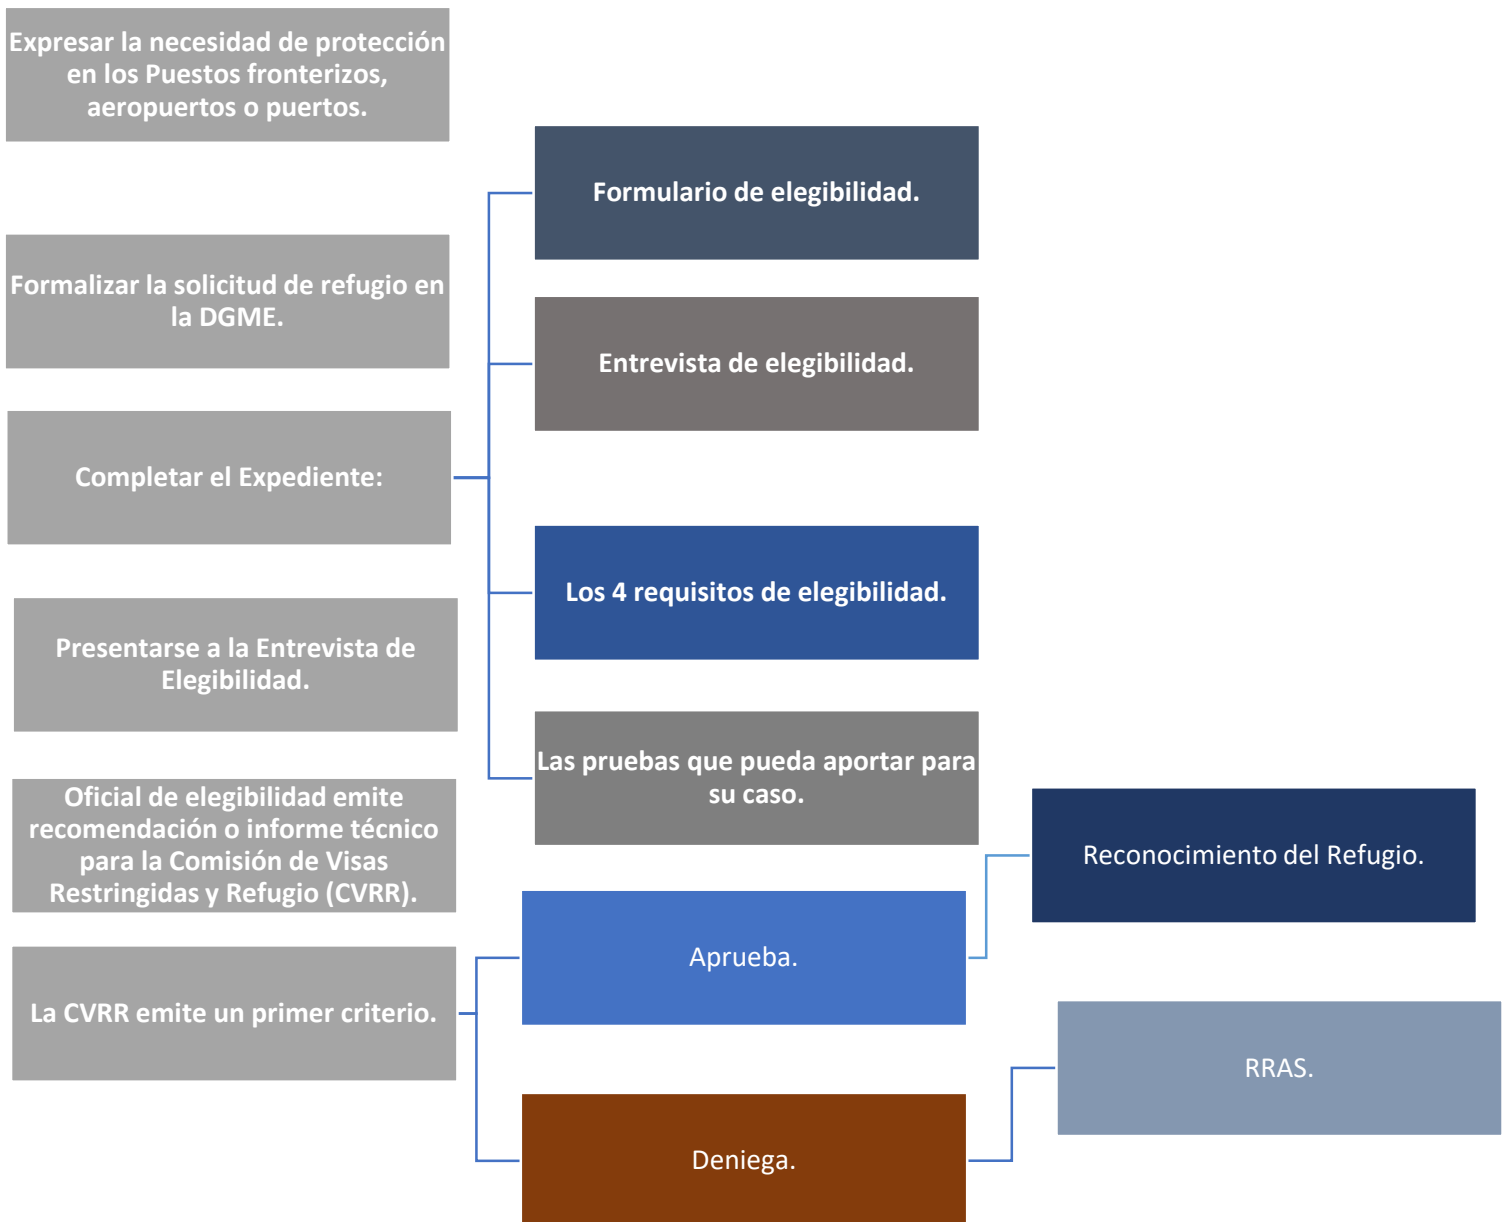 Expresar la necesidad de protección
en los Puestos fronterizos,
aeropuertos o puertos.
Formalizar la solicitud de refugio en
la DGME.
Completar el Expediente:
Formulario de elegibilidad.
Entrevista de elegibilidad.
Los 4 requisitos de elegibilidad.
Las pruebas que pueda aportar para
su caso.
Presentarse a la Entrevista de
Elegibilidad.
Oficial de elegibilidad emite
recomendación o informe técnico
para la Comisión de Visas
Restringidas y Refugio (CVRR).
La CVRR emite un primer criterio.
Aprueba.
Reconocimiento del Refugio.
Deniega.
RRAS.